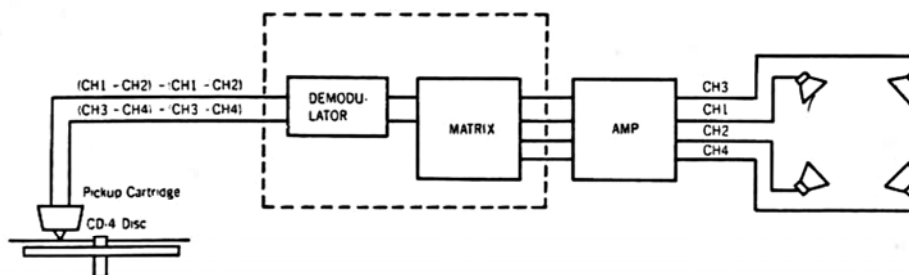 (CH1 - CH2) - (CH1 - CH2)
(CH3 - CH4) - (CH3 - CH4)
DEMODU-
LATOR
MATRIX
AMP
CH3
CH1
CH2
CH4
Pickup Cartridge
CD-4 Disc